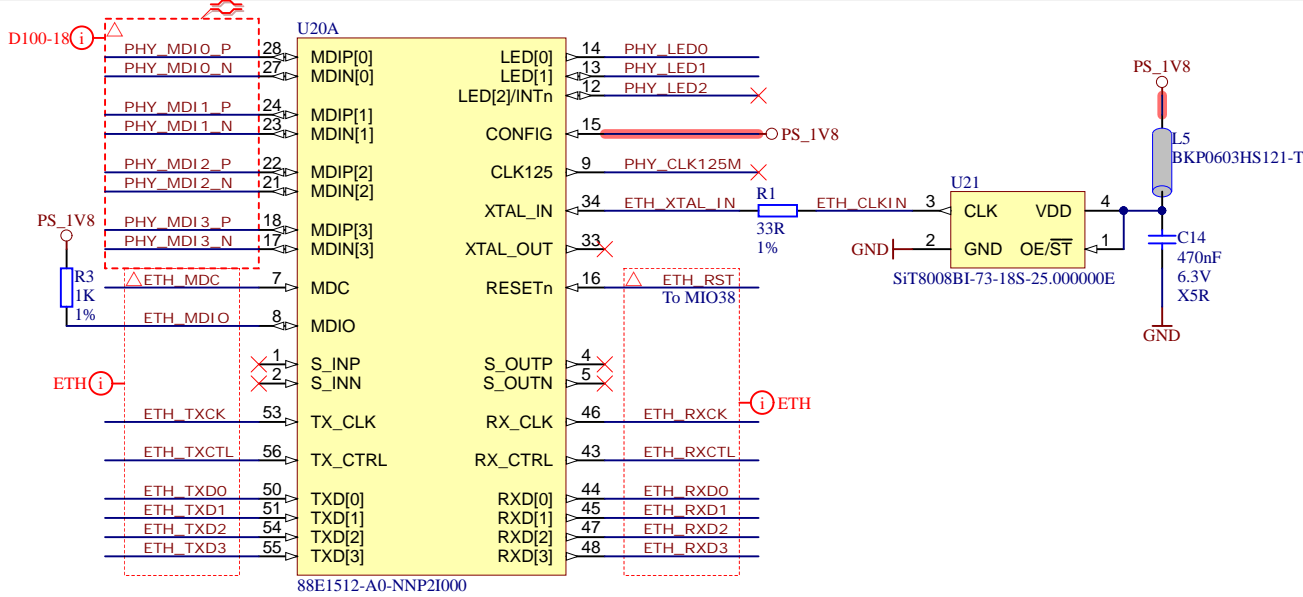 U20A
D100-18 i
PHY_MDI0_P 28 MDIP[0] LED[0] 14 PHY_LED0
PHY_MDI0_N 27 MDIN[0] LED[1] 13 PHY_LED1
LED[2]/INTn 12 PHY_LED2
PHY_MDI1_P 24 MDIP[1]
PHY_MDI1_N 23 MDIN[1] CONFIG 15 PS_1V8
PHY_MDI2_P 22 MDIP[2] CLK125 9 PHY_CLK125M
PHY_MDI2_N 21 MDIN[2]
XTAL_IN 34 ETH_XTAL_IN R1 ETH_CLKIN
33R
1%
PHY_MDI3_P 18 MDIP[3]
PHY_MDI3_N 17 MDIN[3] XTAL_OUT 33
PS_1V8
R3
1K
1%
ETH_MDC 7 MDC RESETn 16 ETH_RST
To MIO38
ETH_MDIO 8 MDIO
1 S_INP S_OUTP 4
2 S_INN S_OUTN 5
ETH i
i ETH
ETH_TXCK 53 TX_CLK RX_CLK 46 ETH_RXCK
ETH_TXCTL 56 TX_CTRL RX_CTRL 43 ETH_RXCTL
ETH_TXD0 50 TXD[0] RXD[0] 44 ETH_RXD0
ETH_TXD1 51 TXD[1] RXD[1] 45 ETH_RXD1
ETH_TXD2 54 TXD[2] RXD[2] 47 ETH_RXD2
ETH_TXD3 55 TXD[3] RXD[3] 48 ETH_RXD3
88E1512-A0-NNP2I000
PS_1V8
L5
BKP0603HS121-T
U21
3 CLK VDD 4
GND 2 GND OE/ST 1
SiT8008BI-73-18S-25.000000E
C14
470nF
6.3V
X5R
GND